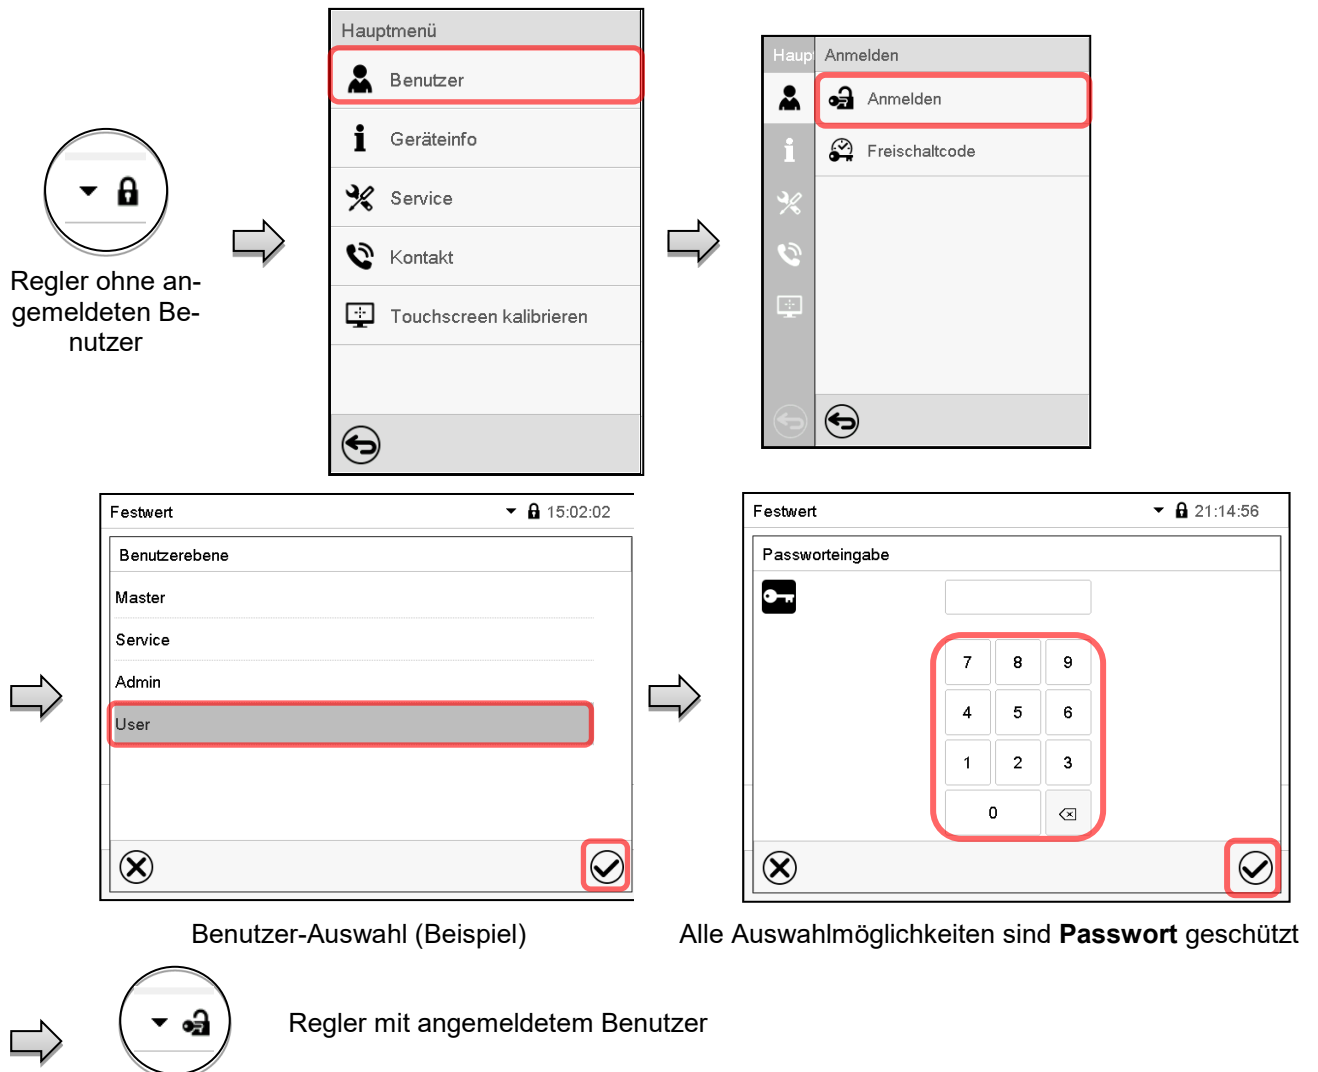 Hauptmenü
Benutzer
Geräteinfo
Service
Kontakt
Touchscreen kalibrieren
Regler ohne an-
gemeldeten Be-
nutzer
Haup
Anmelden
Anmelden
Freischaltcode
Festwert
15:02:02
Benutzerebene
Master
Service
Admin
User
Benutzer-Auswahl (Beispiel)
Festwert
21:14:56
Passworteingabe
7 8 9
4 5 6
1 2 3
0
Alle Auswahlmöglichkeiten sind Passwort geschützt
Regler mit angemeldetem Benutzer